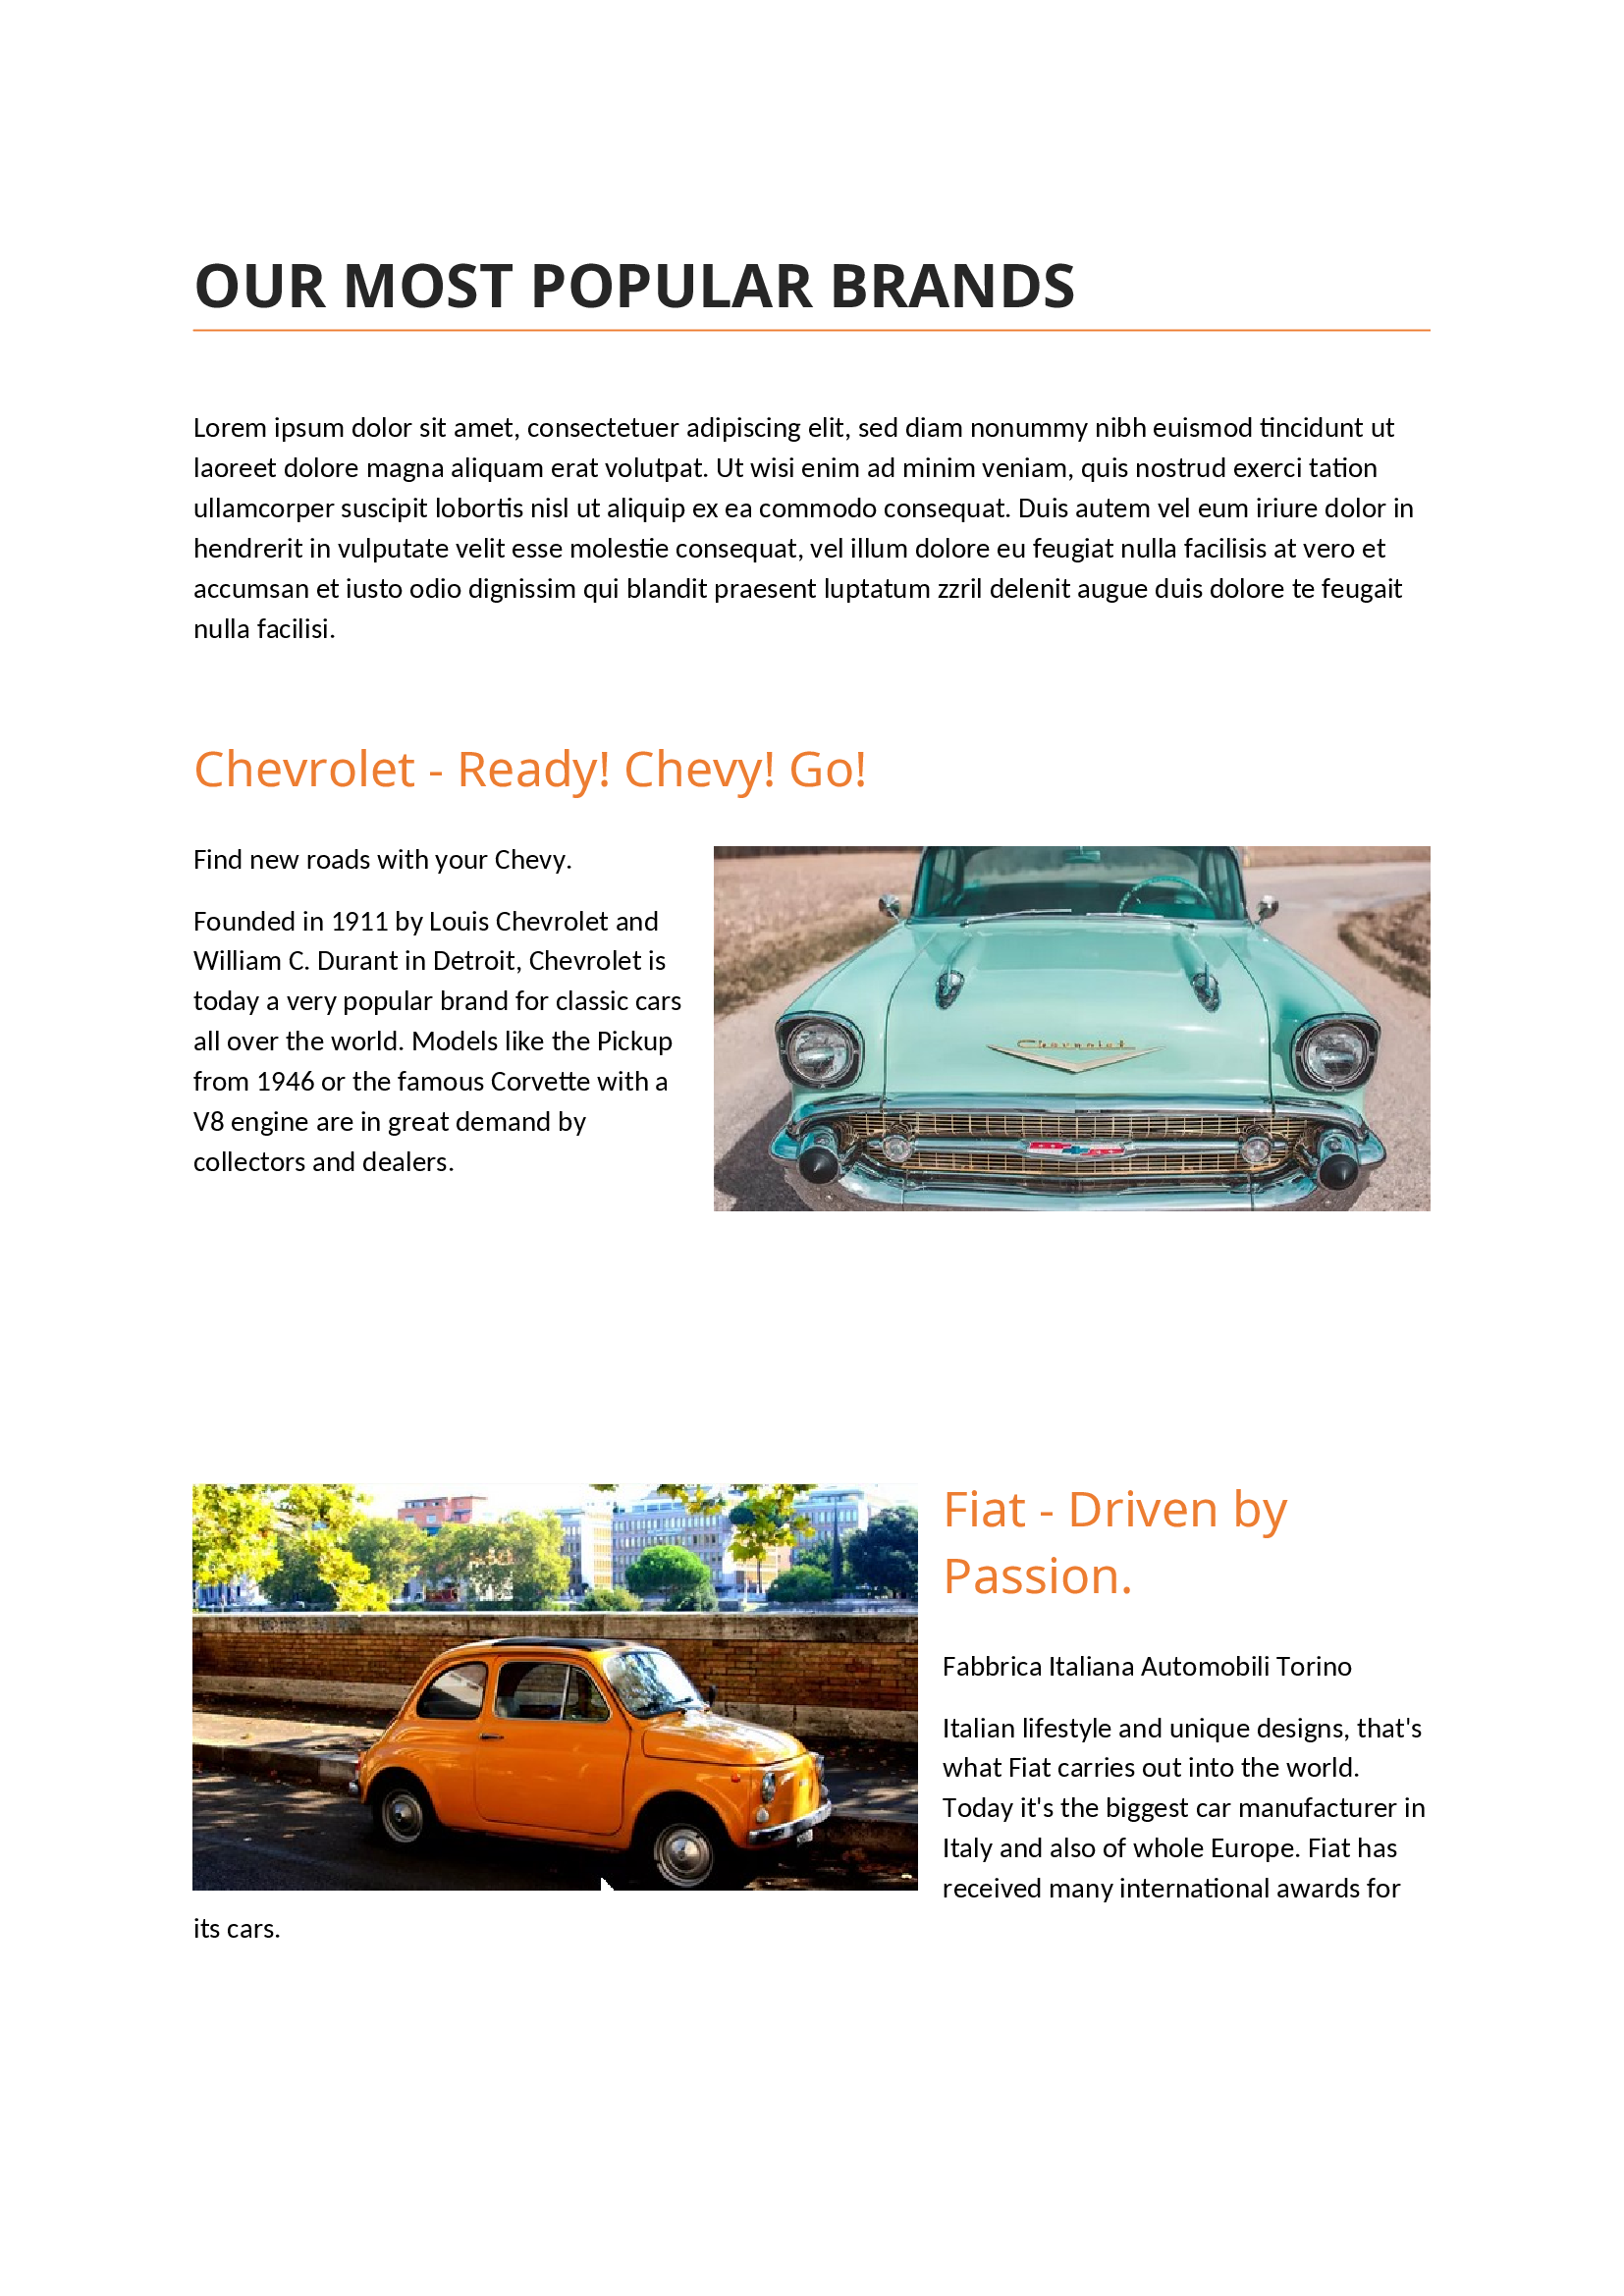 OUR MOST POPULAR BRANDS
Lorem ipsum dolor sit amet, consectetuer adipiscing elit, sed diam nonummy nibh euismod tincidunt ut
laoreet dolore magna aliquam erat volutpat. Ut wisi enim ad minim veniam, quis nostrud exerci tation
ullamcorper suscipit lobortis nisl ut aliquip ex ea commodo consequat. Duis autem vel eum iriure dolor in
hendrerit in vulputate velit esse molestie consequat, vel illum dolore eu feugiat nulla facilisis at vero et
accumsan et iusto odio dignissim qui blandit praesent luptatum zzril delenit augue duis dolore te feugait
nulla facilisi.
Chevrolet - Ready! Chevy! Go!
Find new roads with your Chevy.
Founded in 1911 by Louis Chevrolet and
William C. Durant in Detroit, Chevrolet is
today a very popular brand for classic cars
all over the world. Models like the Pickup
from 1946 or the famous Corvette with a
V8 engine are in great demand by
collectors and dealers.
Chevrolet
Fiat - Driven by
Passion.
Fabbrica Italiana Automobili Torino
Italian lifestyle and unique designs, that's
what Fiat carries out into the world.
Today it's the biggest car manufacturer in
Italy and also of whole Europe. Fiat has
received many international awards for
its cars.